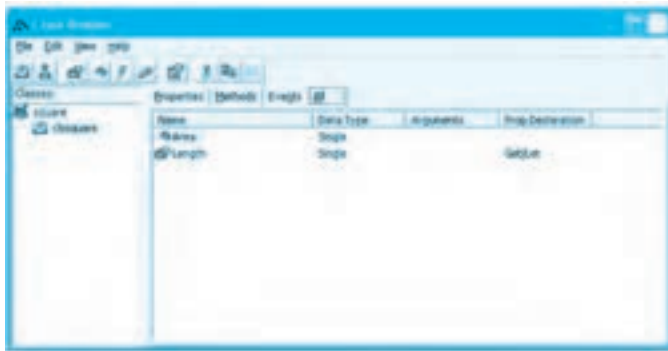 Class Builder
File Edit View Help
Classes:
Properties Methods Events All
square
clssquare
Name Data Type Arguments Prop Declaration
Area Single
Length Single Get/Let